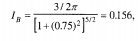 I_B = \frac{3/2\pi}{[1+(0.75)^2]^{5/2}} = 0.156,